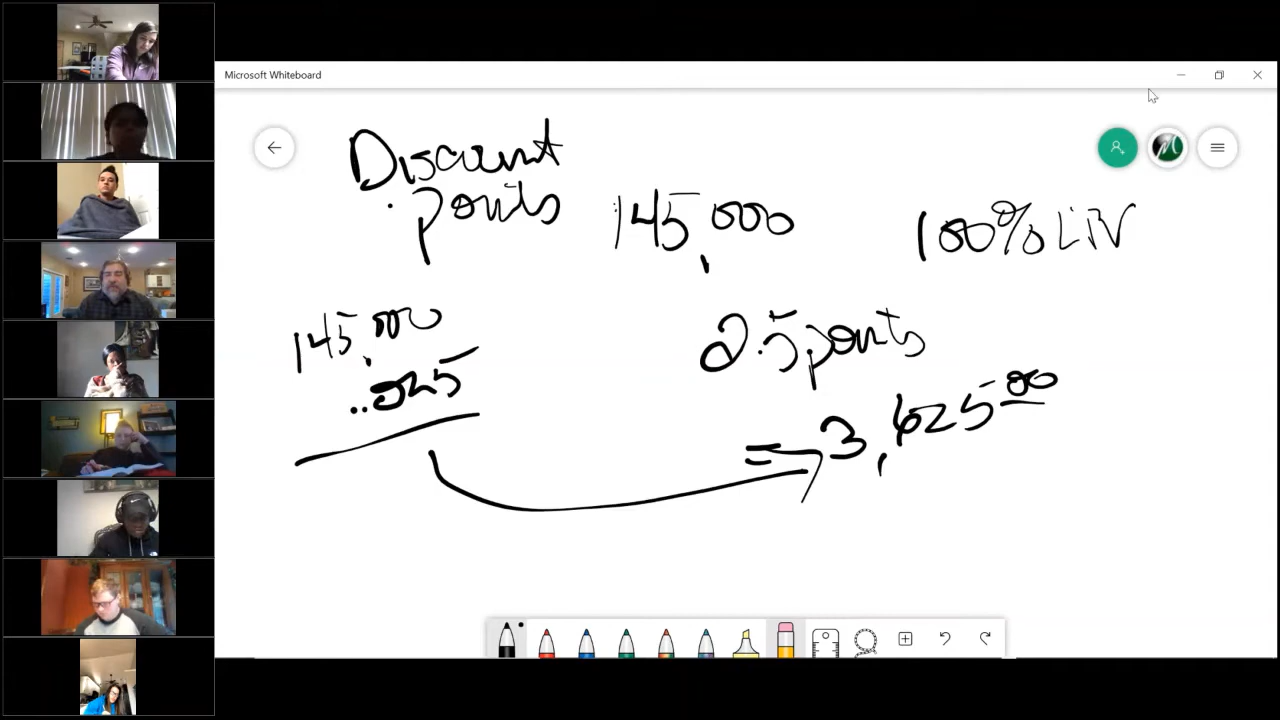 Microsoft Whiteboard
Discount
points
145,000
100% LTV
145,000
.025
2.5 points
= 3,625 00